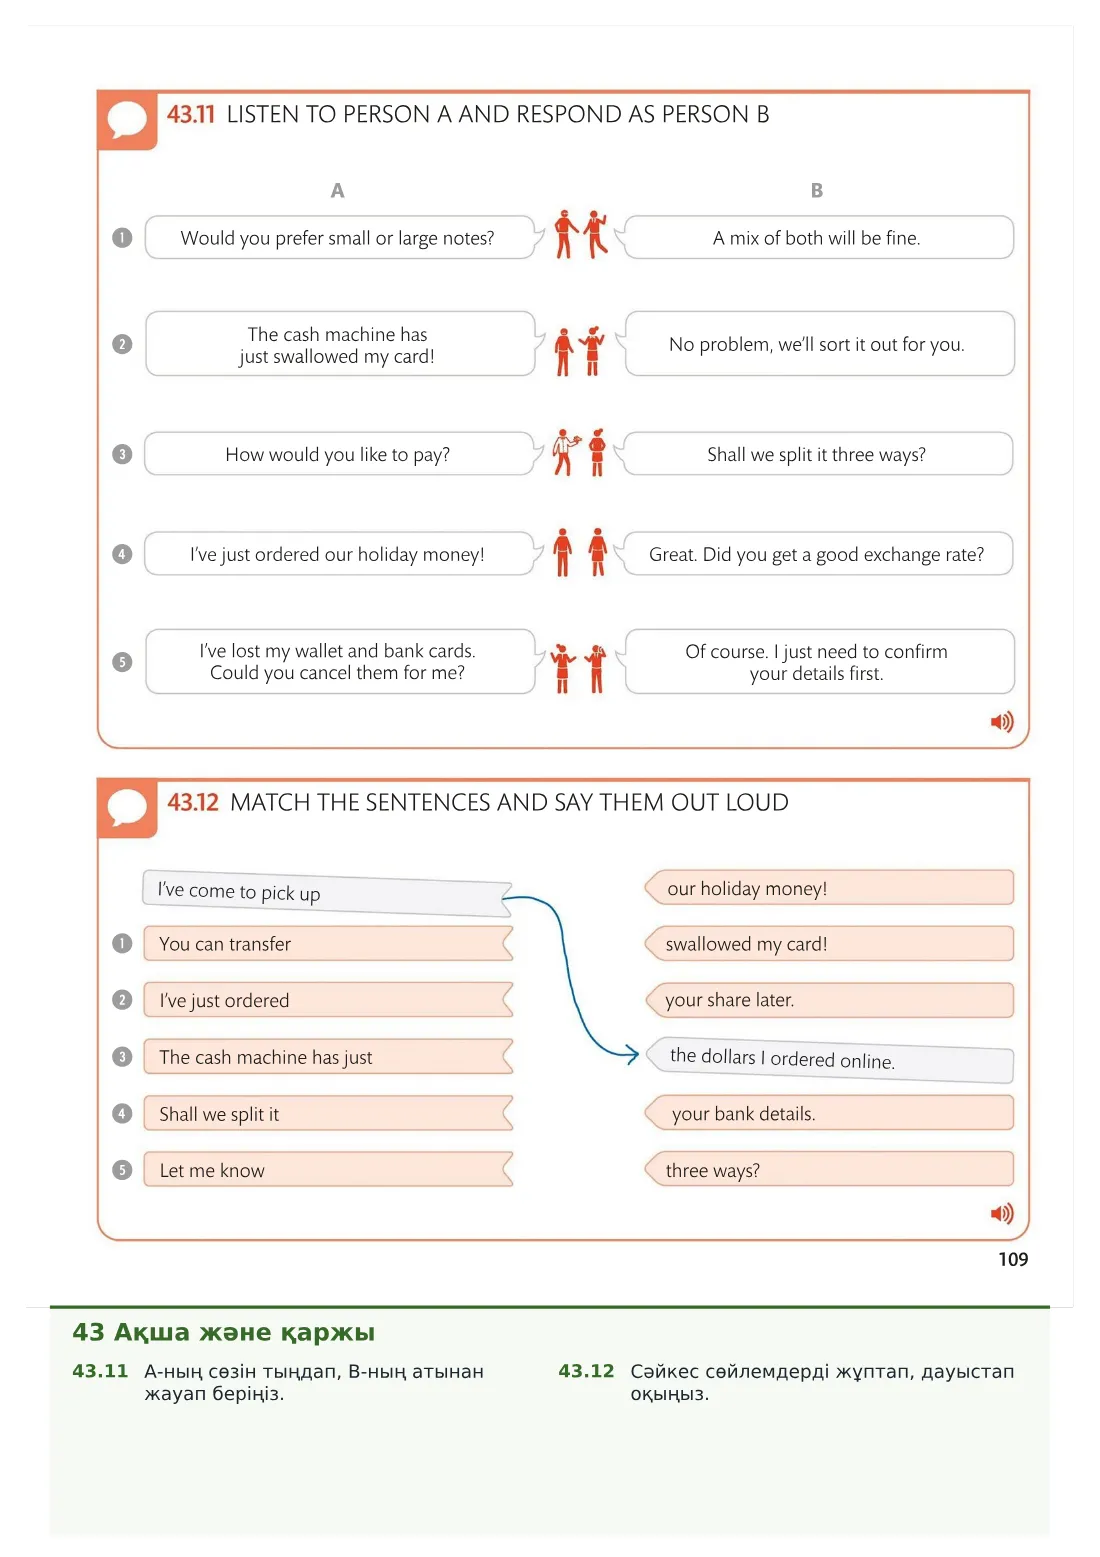 43.11 LISTEN TO PERSON A AND RESPOND AS PERSON B
A
B
1
Would you prefer small or large notes?
A mix of both will be fine.
2
The cash machine has
just swallowed my card!
No problem, we’ll sort it out for you.
3
How would you like to pay?
Shall we split it three ways?
4
I’ve just ordered our holiday money!
Great. Did you get a good exchange rate?
5
I’ve lost my wallet and bank cards.
Could you cancel them for me?
Of course. I just need to confirm
your details first.
43.12 MATCH THE SENTENCES AND SAY THEM OUT LOUD
I’ve come to pick up
our holiday money!
1
You can transfer
swallowed my card!
2
I’ve just ordered
your share later.
3
The cash machine has just
the dollars I ordered online.
4
Shall we split it
your bank details.
5
Let me know
three ways?
109
43 Ақша және қаржы
43.11 А-ның сөзін тыңдап, В-ның атынан
жауап беріңіз.
43.12 Сәйкес сөйлемдерді жұптап, дауыстап
оқыңыз.